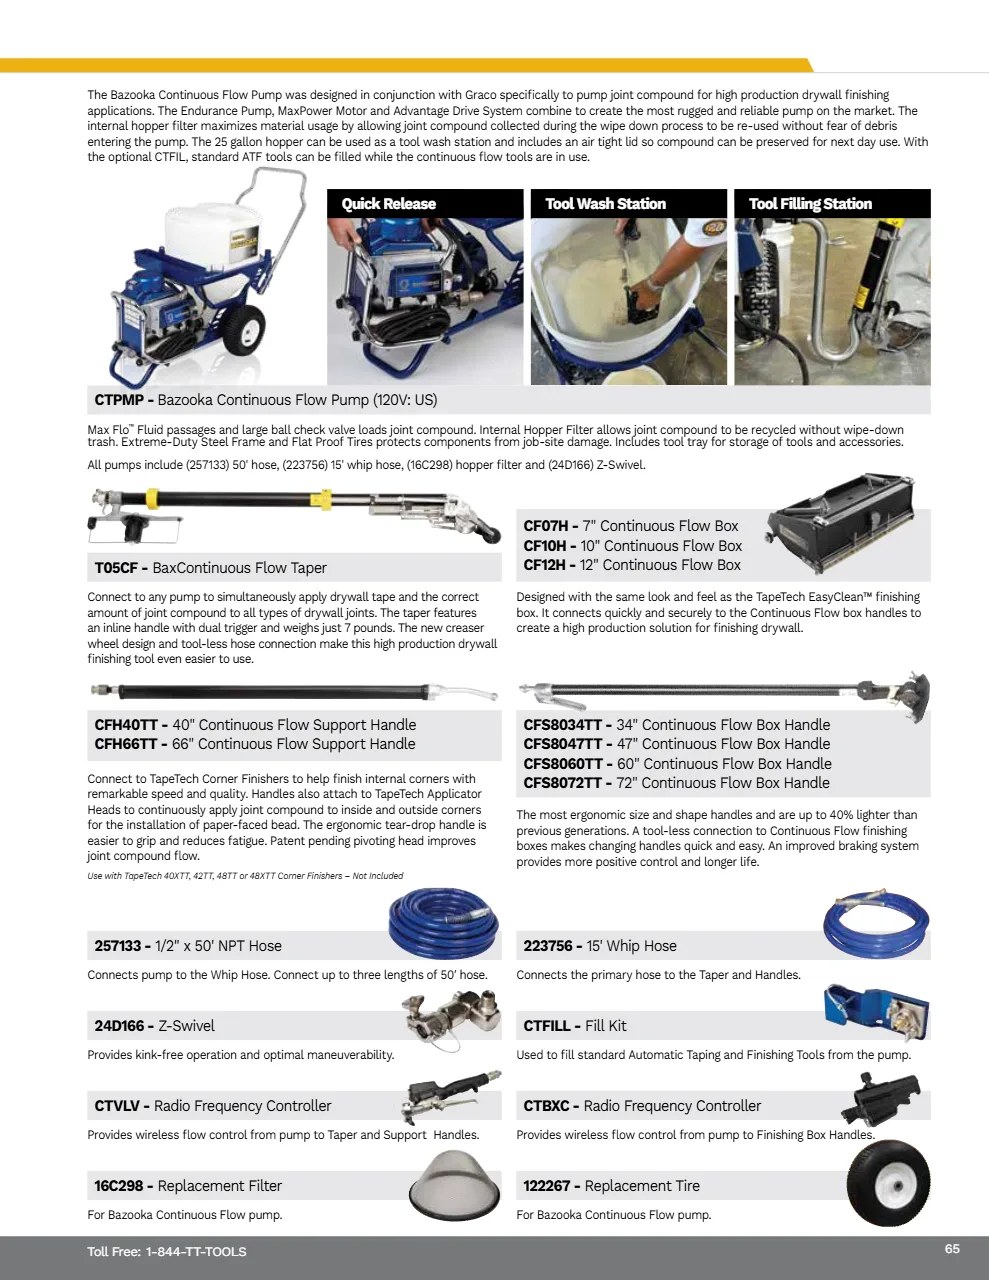 The Bazooka Continuous Flow Pump was designed in conjunction with Graco specifically to pump joint compound for high production drywall finishing
applications. The Endurance Pump, MaxPower Motor and Advantage Drive System combine to create the most rugged and reliable pump on the market. The
internal hopper filter maximizes material usage by allowing joint compound collected during the wipe down process to be re-used without fear of debris
entering the pump. The 25 gallon hopper can be used as a tool wash station and includes an air tight lid so compound can be preserved for next day use. With
the optional CTFIL, standard ATF tools can be filled while the continuous flow tools are in use.
Quick Release
Tool Wash Station
Tool Filling Station
CTPMP - Bazooka Continuous Flow Pump (120V: US)
Max Flo™ Fluid passages and large ball check valve loads joint compound. Internal Hopper Filter allows joint compound to be recycled without wipe-down
trash. Extreme-Duty Steel Frame and Flat Proof Tires protects components from job-site damage. Includes tool tray for storage of tools and accessories.
All pumps include (257133) 50' hose, (223756) 15' whip hose, (16C298) hopper filter and (24D166) Z-Swivel.
T05CF - BaxContinuous Flow Taper
Connect to any pump to simultaneously apply drywall tape and the correct
amount of joint compound to all types of drywall joints. The taper features
an inline handle with dual trigger and weighs just 7 pounds. The new creaser
wheel design and tool-less hose connection make this high production drywall
finishing tool even easier to use.
CF07H - 7" Continuous Flow Box
CF10H - 10" Continuous Flow Box
CF12H - 12" Continuous Flow Box
Designed with the same look and feel as the TapeTech EasyClean™ finishing
box. It connects quickly and securely to the Continuous Flow box handles to
create a high production solution for finishing drywall.
CFH40TT - 40" Continuous Flow Support Handle
CFH66TT - 66" Continuous Flow Support Handle
Connect to TapeTech Corner Finishers to help finish internal corners with
remarkable speed and quality. Handles also attach to TapeTech Applicator
Heads to continuously apply joint compound to inside and outside corners
for the installation of paper-faced bead. The ergonomic tear-drop handle is
easier to grip and reduces fatigue. Patent pending pivoting head improves
joint compound flow.
Use with TapeTech 40XTT, 42TT, 48TT or 48XTT Corner Finishers – Not Included
CFS8034TT - 34" Continuous Flow Box Handle
CFS8047TT - 47" Continuous Flow Box Handle
CFS8060TT - 60" Continuous Flow Box Handle
CFS8072TT - 72" Continuous Flow Box Handle
The most ergonomic size and shape handles and are up to 40% lighter than
previous generations. A tool-less connection to Continuous Flow finishing
boxes makes changing handles quick and easy. An improved braking system
provides more positive control and longer life.
257133 - 1/2" x 50' NPT Hose
Connects pump to the Whip Hose. Connect up to three lengths of 50' hose.
223756 - 15' Whip Hose
Connects the primary hose to the Taper and Handles.
24D166 - Z-Swivel
Provides kink-free operation and optimal maneuverability.
CTFILL - Fill Kit
Used to fill standard Automatic Taping and Finishing Tools from the pump.
CTVLV - Radio Frequency Controller
Provides wireless flow control from pump to Taper and Support Handles.
CTBXC - Radio Frequency Controller
Provides wireless flow control from pump to Finishing Box Handles.
16C298 - Replacement Filter
For Bazooka Continuous Flow pump.
122267 - Replacement Tire
For Bazooka Continuous Flow pump.
Toll Free: 1-844-TT-TOOLS
65